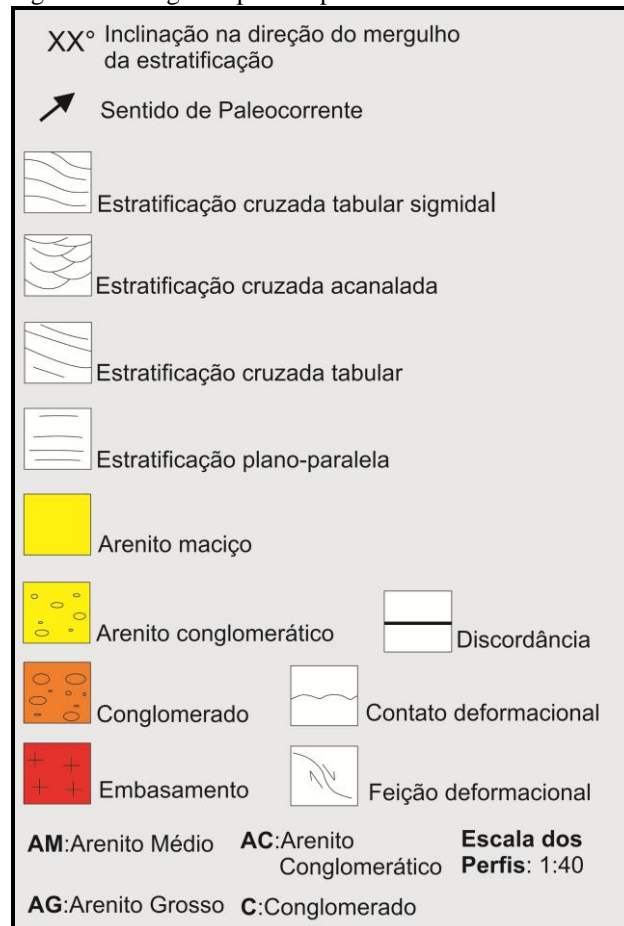 XX° Inclinação na direção do mergulho
da estratificação
Sentido de Paleocorrente
Estratificação cruzada tabular sigmidal
Estratificação cruzada acanalada
Estratificação cruzada tabular
Estratificação plano-paralela
Arenito maciço
Arenito conglomerático
Discordância
Conglomerado
Contato deformacional
Embasamento
Feição deformacional
AM:Arenito Médio
AC:Arenito
Conglomerático
Escala dos
Perfis: 1:40
AG:Arenito Grosso
C:Conglomerado